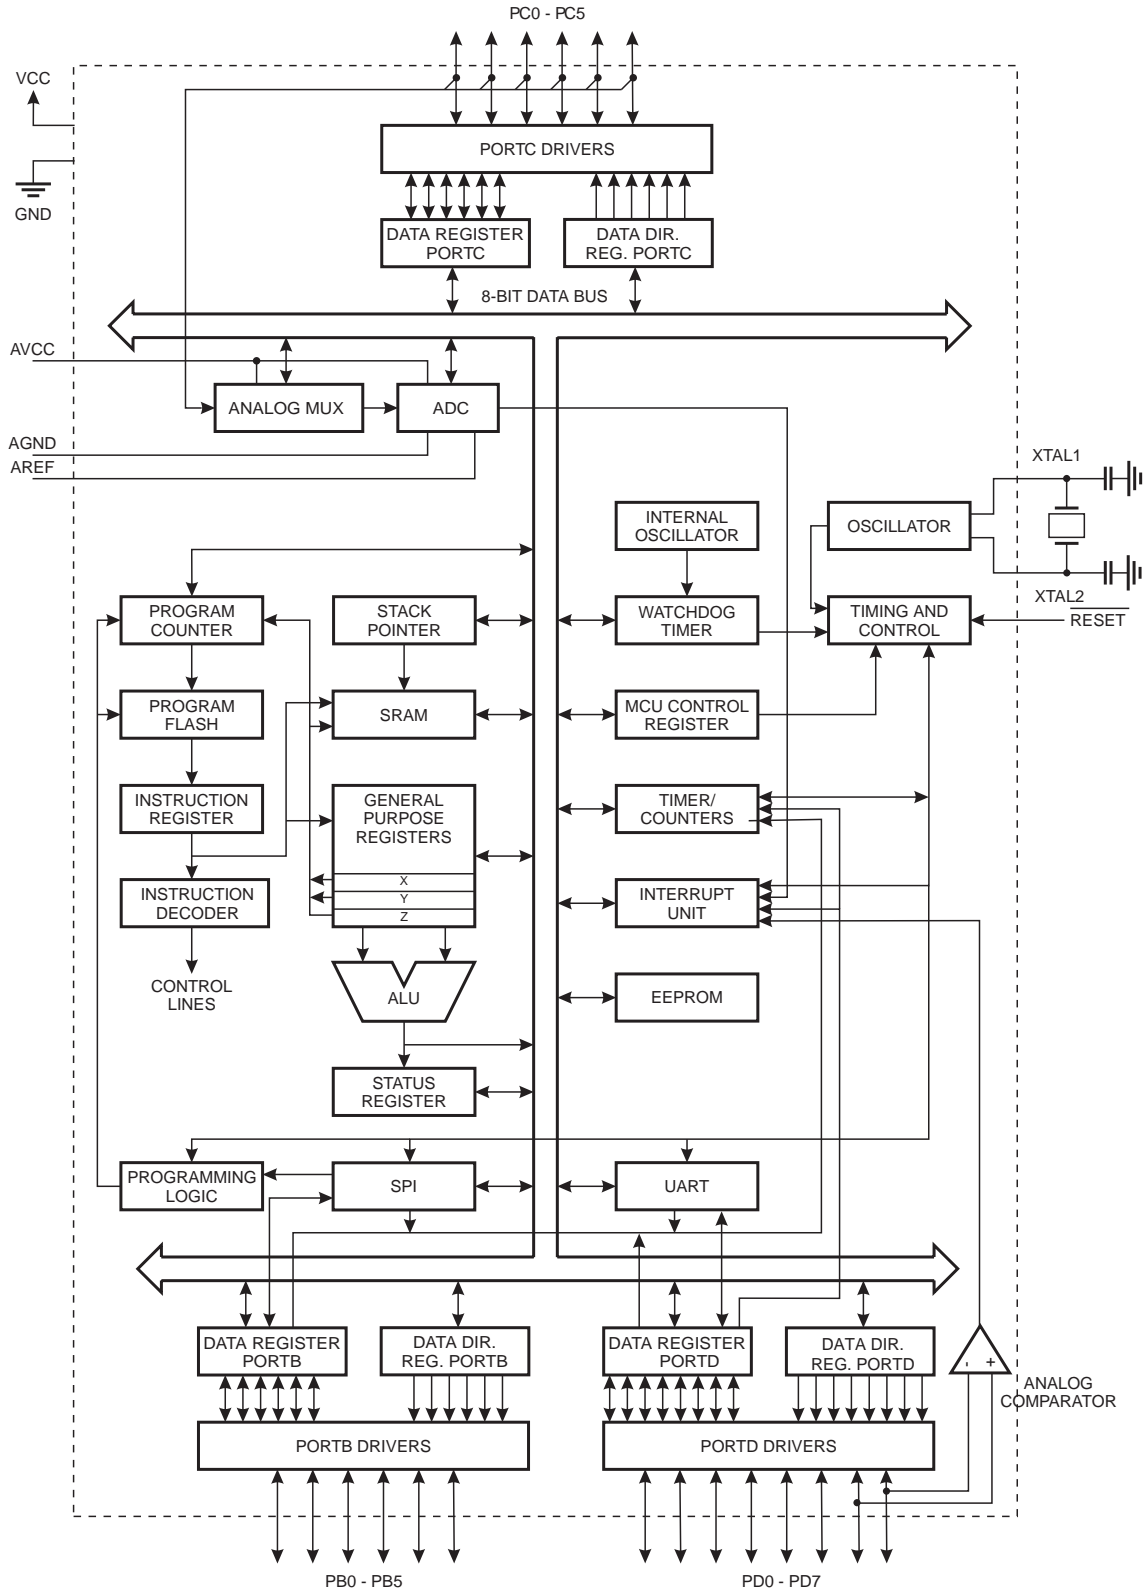 PC0 - PC5
VCC
PORTC DRIVERS
GND
DATA REGISTER
PORTC
DATA DIR.
REG. PORTC
8-BIT DATA BUS
AVCC
ANALOG MUX
ADC
AGND
AREF
XTAL1
INTERNAL
OSCILLATOR
OSCILLATOR
XTAL2
PROGRAM
COUNTER
STACK
POINTER
WATCHDOG
TIMER
TIMING AND
CONTROL
RESET
PROGRAM
FLASH
SRAM
MCU CONTROL
REGISTER
INSTRUCTION
REGISTER
GENERAL
PURPOSE
REGISTERS
TIMER/
COUNTERS
X
Y
Z
INSTRUCTION
DECODER
INTERRUPT
UNIT
CONTROL
LINES
ALU
EEPROM
STATUS
REGISTER
PROGRAMMING
LOGIC
SPI
UART
DATA REGISTER
PORTB
DATA DIR.
REG. PORTB
DATA REGISTER
PORTD
DATA DIR.
REG. PORTD
- +
ANALOG
COMPARATOR
PORTB DRIVERS
PORTD DRIVERS
PB0 - PB5
PD0 - PD7